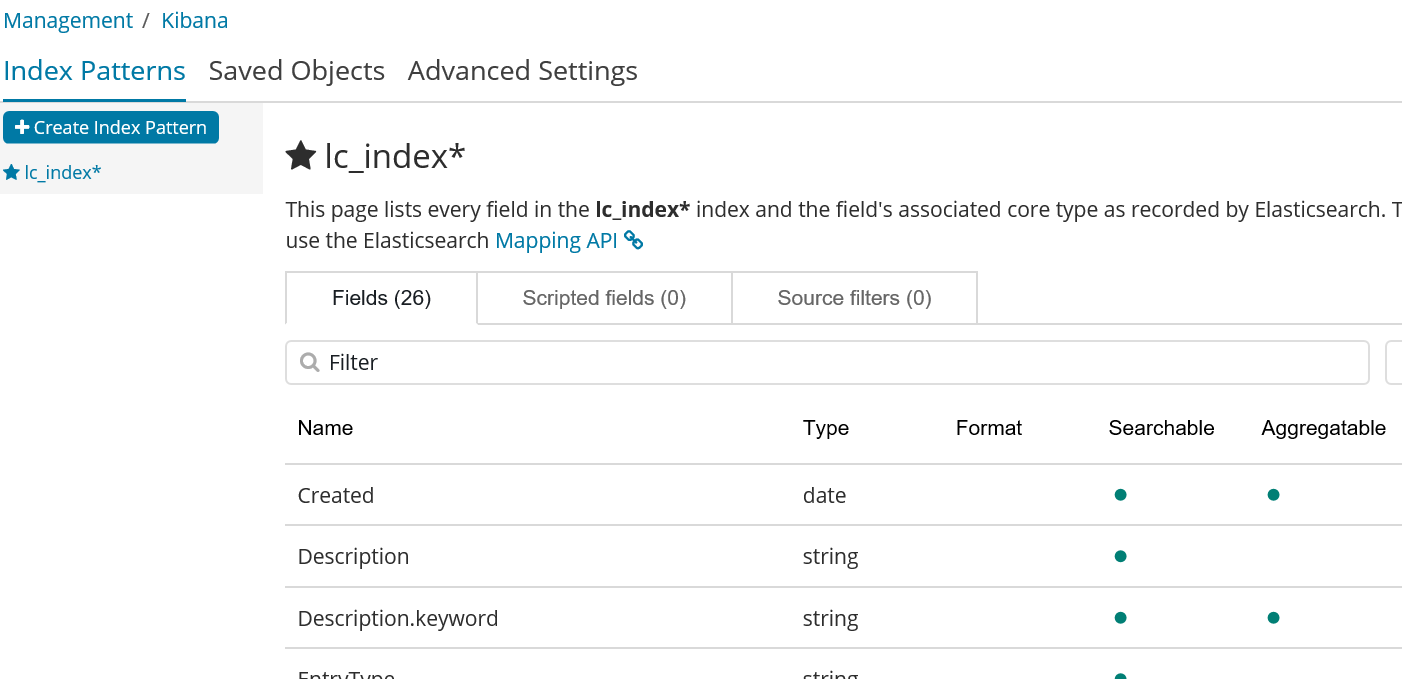 Management / Kibana
Index Patterns Saved Objects Advanced Settings
Create Index Pattern
lc_index*
lc_index*
This page lists every field in the lc_index* index and the field's associated core type as recorded by Elasticsearch. T
use the Elasticsearch Mapping API
Fields (26) Scripted fields (0) Source filters (0)
Filter
Name Type Format Searchable Aggregatable
Created date
Description string
Description.keyword string
EntryType string